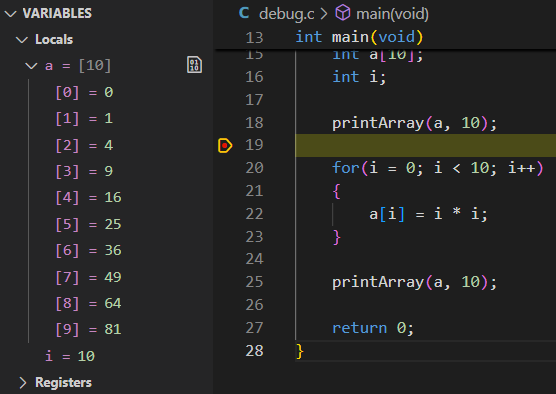 VARIABLES
Locals
a = [10]
[0] = 0
[1] = 1
[2] = 4
[3] = 9
[4] = 16
[5] = 25
[6] = 36
[7] = 49
[8] = 64
[9] = 81
i = 10
Registers
C debug.c > main(void)
13 int main(void)
15 int a[10];
16 int i;
17
18 printArray(a, 10);
19
20 for(i = 0; i < 10; i++)
21 {
22 a[i] = i * i;
23 }
24
25 printArray(a, 10);
26
27 return 0;
28 }